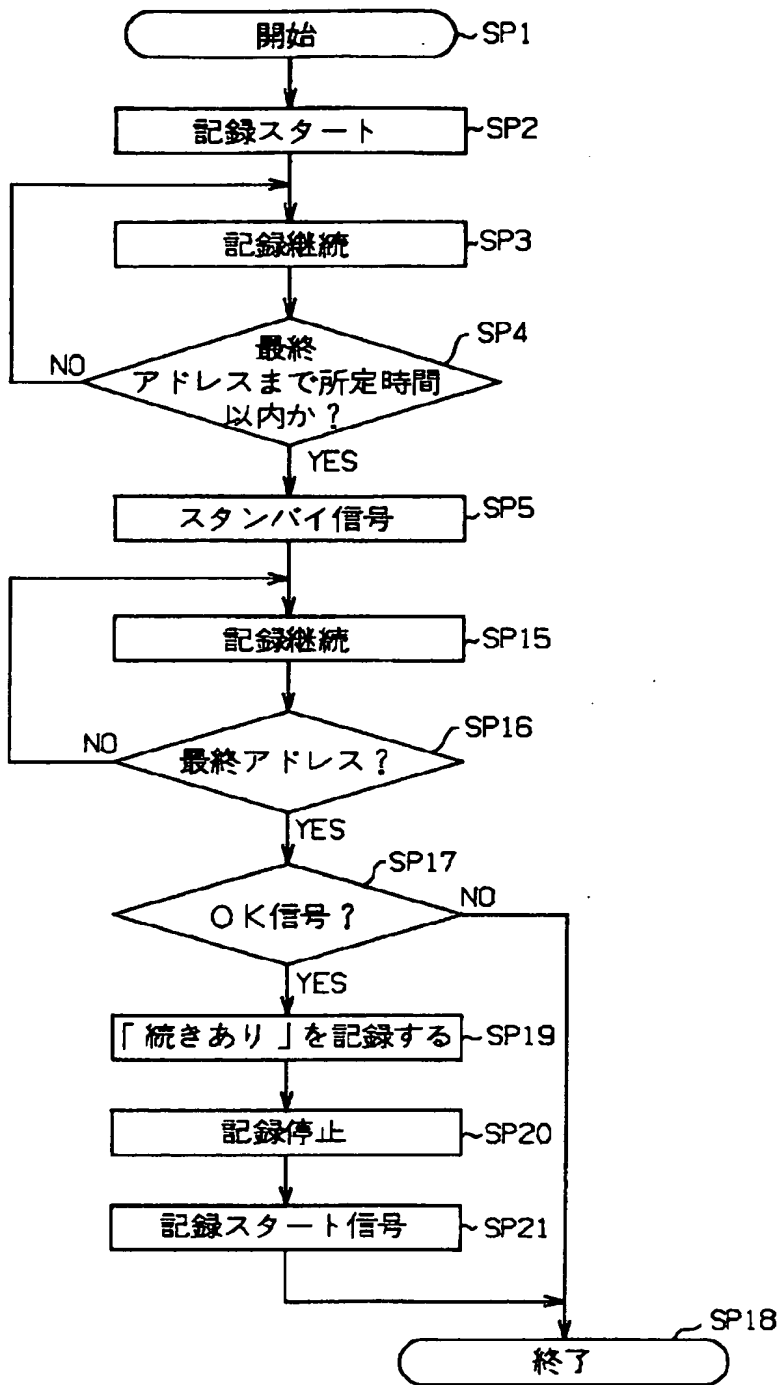 開始
SP1
記録スタート
SP2
記録継続
SP3
最終
アドレスまで所定時間
以内か?
SP4
NO
YES
スタンバイ信号
SP5
記録継続
SP15
最終アドレス?
SP16
NO
YES
OK信号?
SP17
NO
YES
「続きあり」を記録する
SP19
記録停止
SP20
記録スタート信号
SP21
SP18
終了